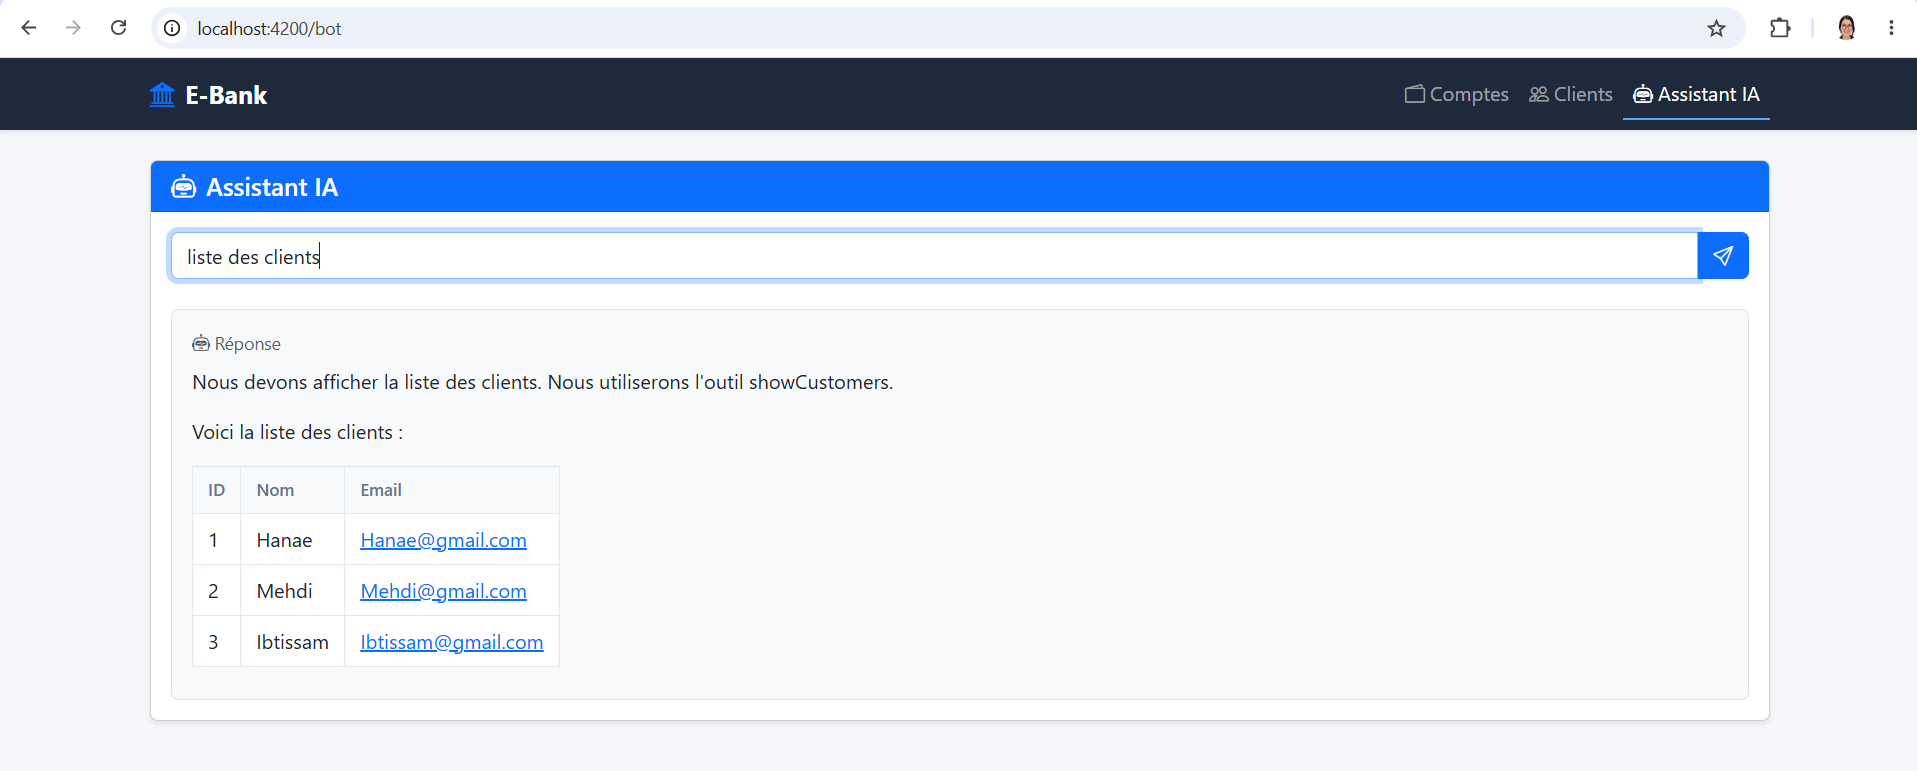 localhost:4200/bot
E-Bank
Comptes Clients Assistant IA
Assistant IA
liste des clients
Réponse
Nous devons afficher la liste des clients. Nous utiliserons l'outil showCustomers.
Voici la liste des clients :
ID Nom Email
1 Hanae Hanae@gmail.com
2 Mehdi Mehdi@gmail.com
3 Ibtissam Ibtissam@gmail.com